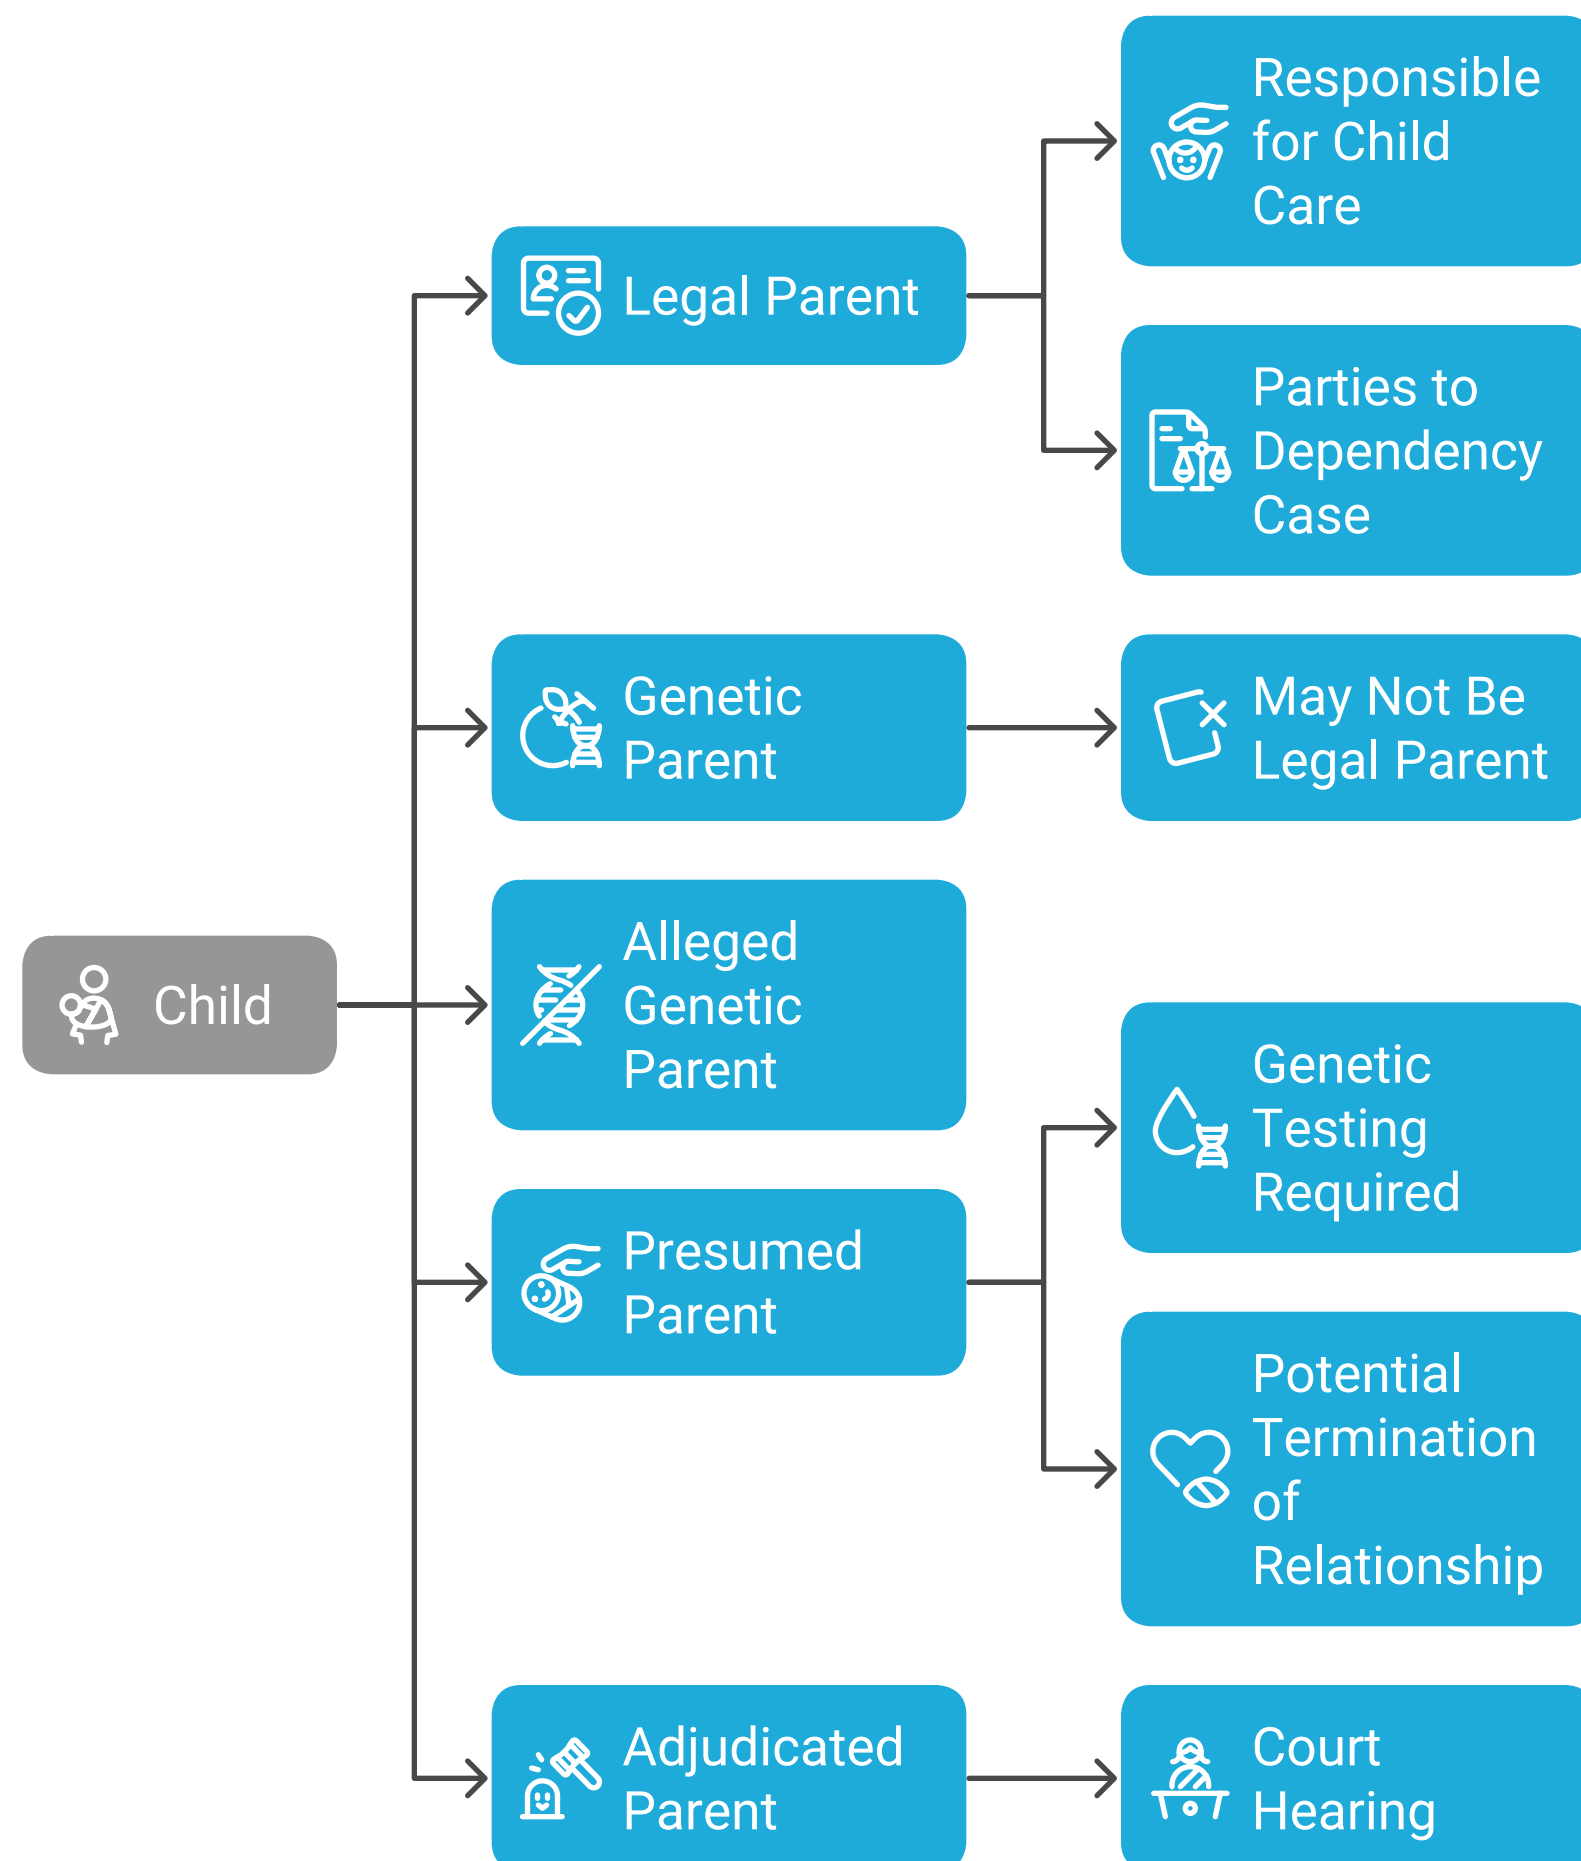 Responsible
for Child
Care
Legal Parent
Parties to
Dependency
Case
Genetic
Parent
May Not Be
Legal Parent
Child
Alleged
Genetic
Parent
Genetic
Testing
Required
Presumed
Parent
Potential
Termination
of
Relationship
Adjudicated
Parent
Court
Hearing